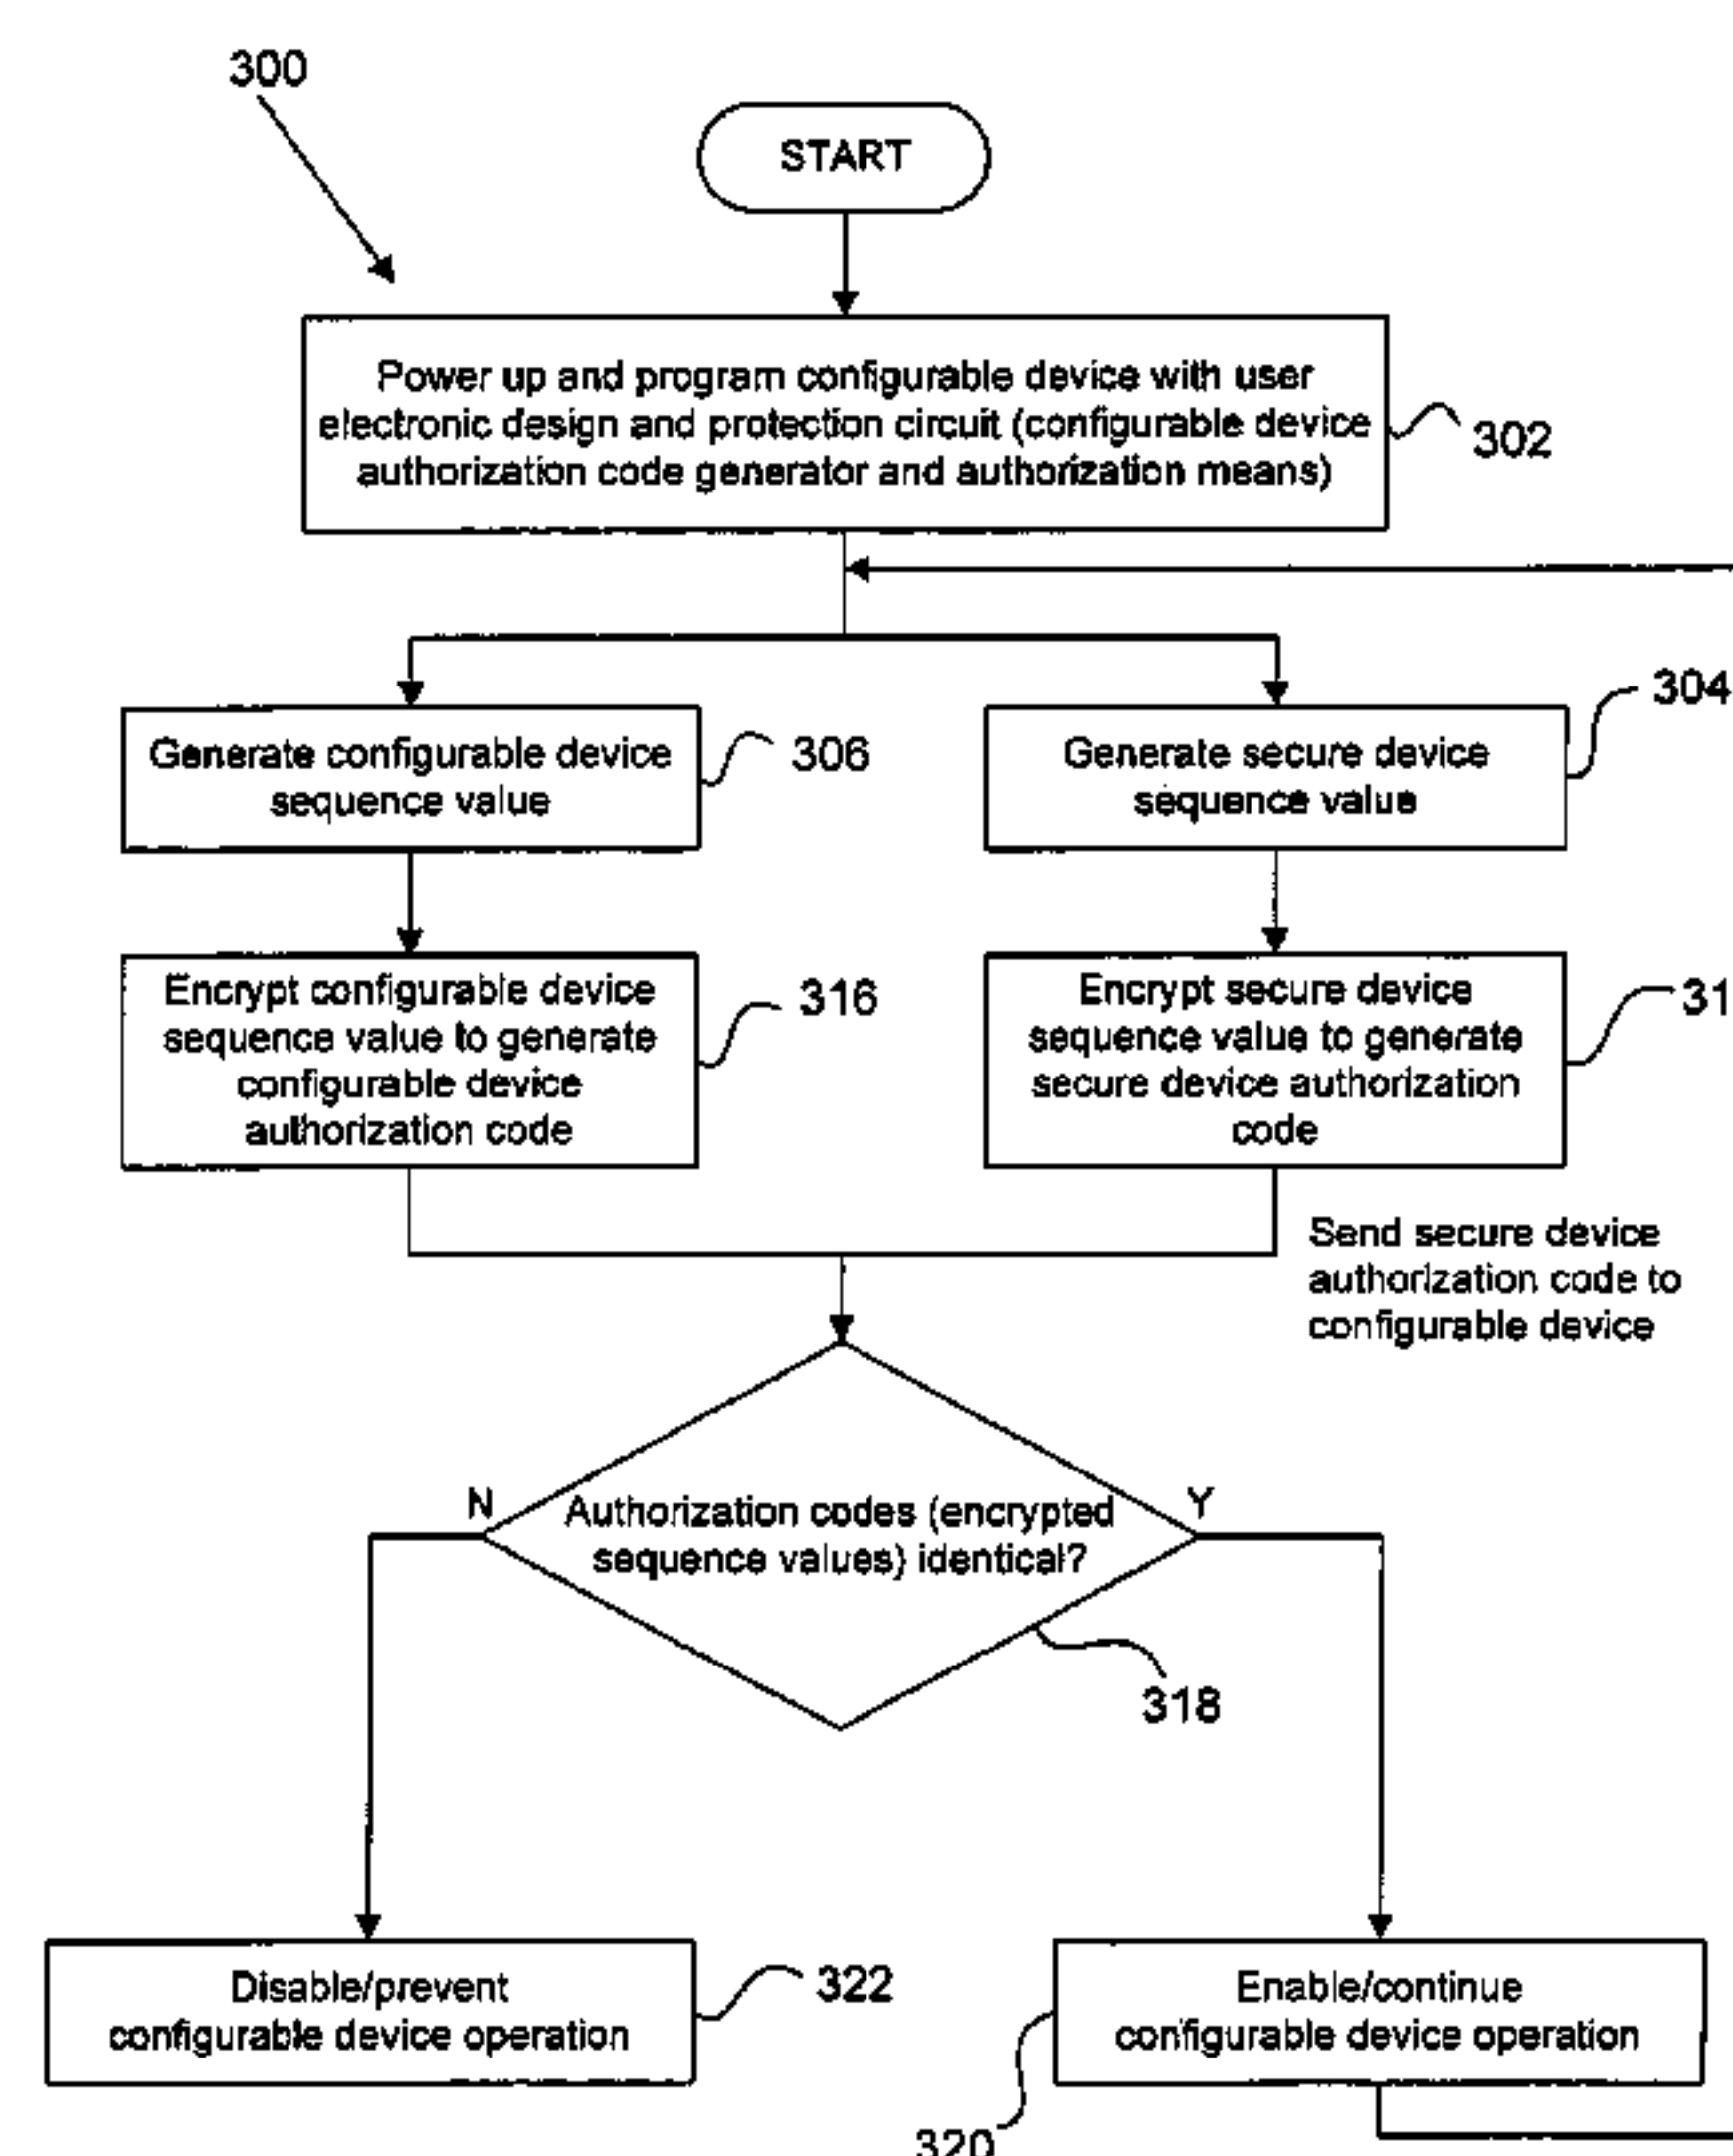 300
START
Power up and program configurable device with user
electronic design and protection circuit (configurable device
authorization code generator and authorization means)
302
304
Generate configurable device
sequence value
306
Generate secure device
sequence value
Encrypt configurable device
sequence value to generate
configurable device
authorization code
316
Encrypt secure device
sequence value to generate
secure device authorization
code
31
Send secure device
authorization code to
configurable device
N
Authorization codes (encrypted
sequence values) identical?
Y
318
Disable/prevent
configurable device operation
322
Enable/continue
configurable device operation
320